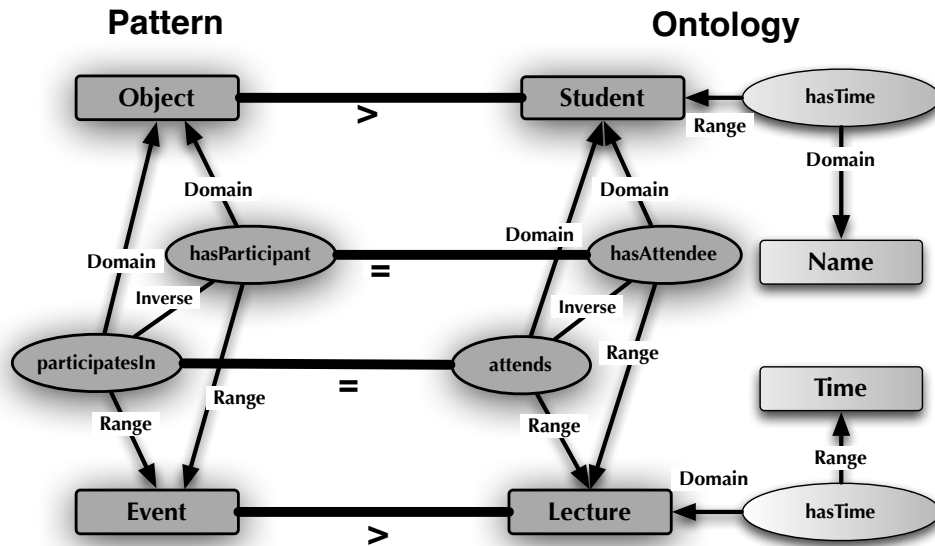 Pattern
Ontology
Object
>
Student
hasTime
Range
Domain
Domain
Domain
hasParticipant
=
Domain
hasAttendee
Name
Domain
Inverse
Inverse
participatesIn
=
attends
Range
Time
Range
Range
Range
Range
Domain
Event
>
Lecture
hasTime